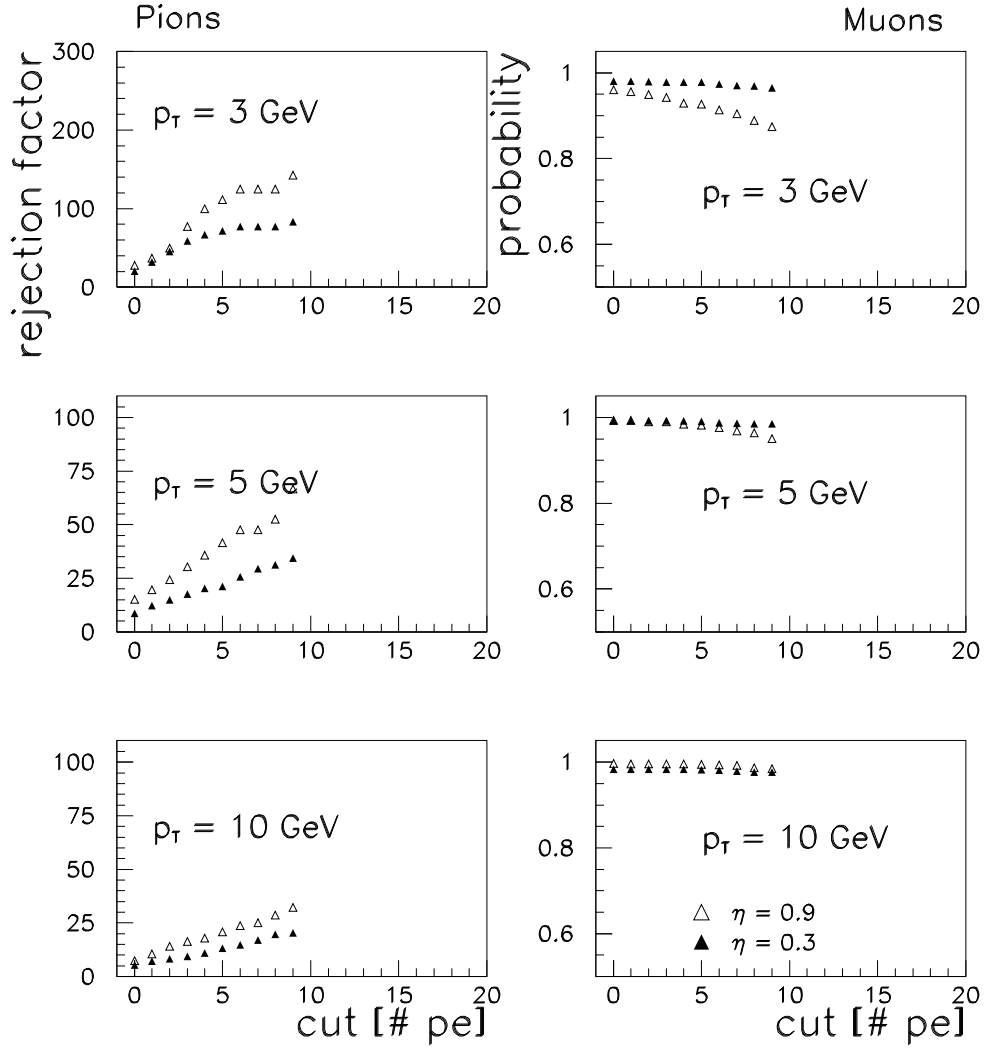 Pions
Muons
rejection factor
300
200
100
0
p_T = 3 GeV
0 5 10 15 20
probability
1
0.8
0.6
p_T = 3 GeV
0 5 10 15 20
100
75
50
25
0
p_T = 5 GeV
0 5 10 15 20
1
0.8
0.6
p_T = 5 GeV
0 5 10 15 20
100
75
50
25
0
p_T = 10 GeV
0 5 10 15 20
cut [# pe]
1
0.8
0.6
p_T = 10 GeV
η = 0.9
η = 0.3
0 5 10 15 20
cut [# pe]